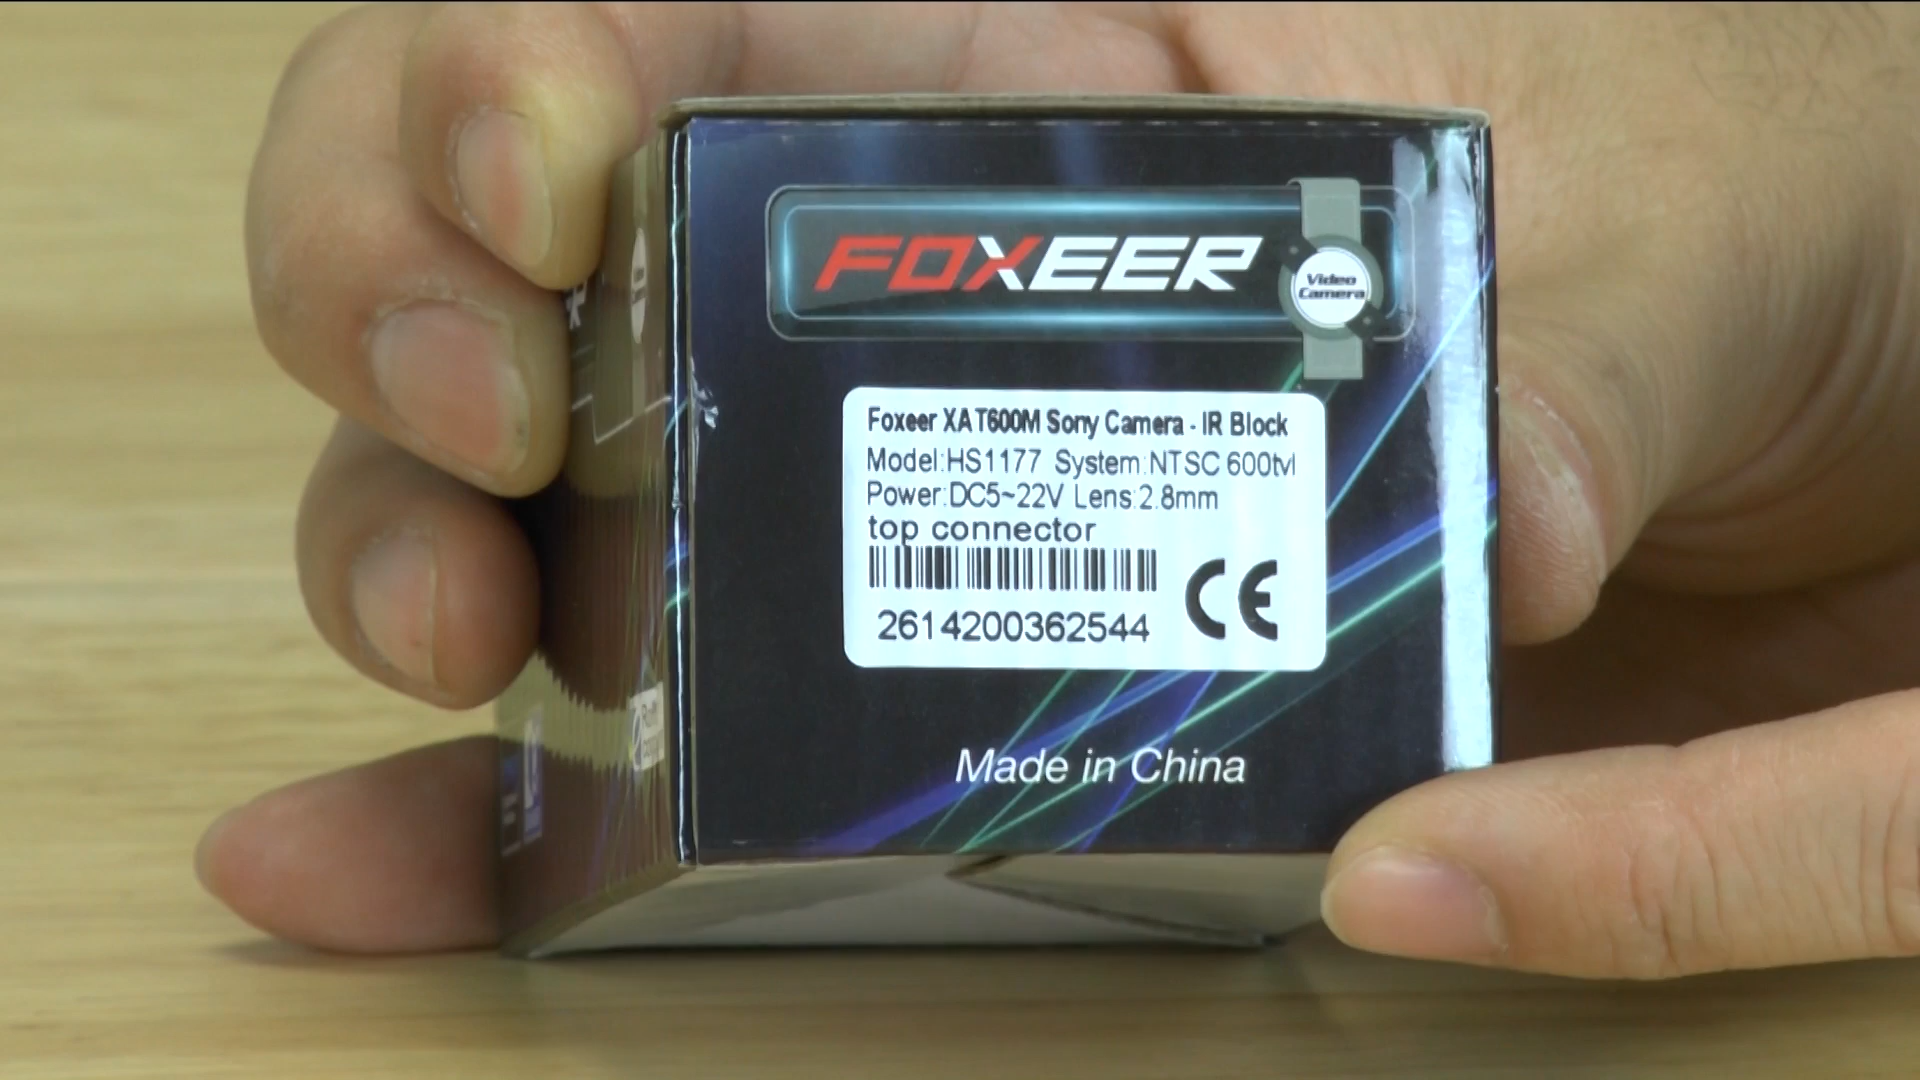 FOXEER
Video
Camera
Foxeer XAT600M Sony Camera - IR Block
Model:HS1177 System:NTSC 600tvl
Power:DC5~22V Lens:2.8mm
top connector
2614200362544
CE
Made in China